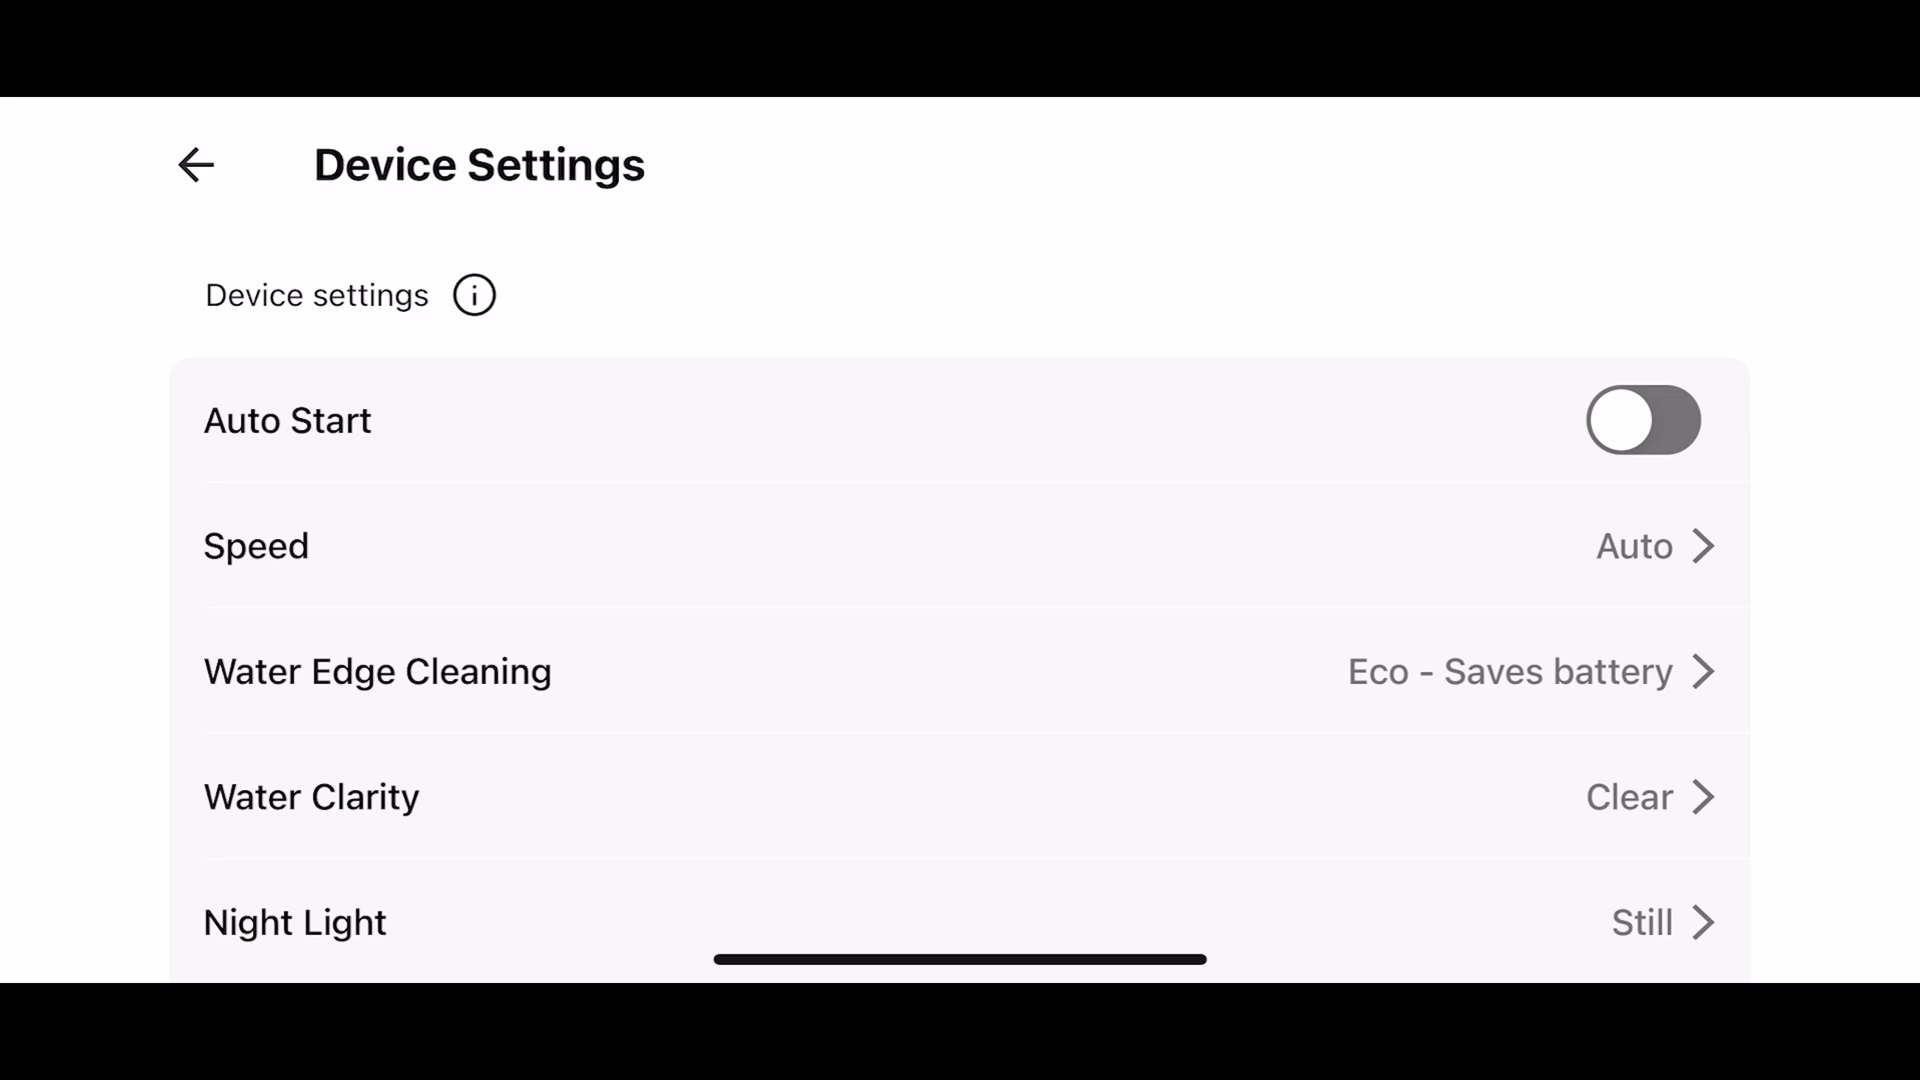 Device Settings
Device settings
Auto Start
Speed Auto
Water Edge Cleaning Eco - Saves battery
Water Clarity Clear
Night Light Still